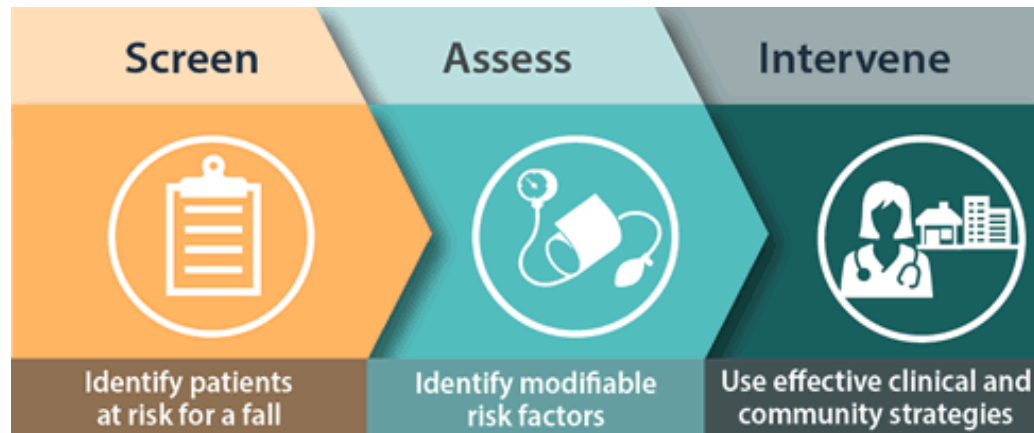 Screen
Identify patients
at risk for a fall
Assess
Identify modifiable
risk factors
Intervene
Use effective clinical and
community strategies